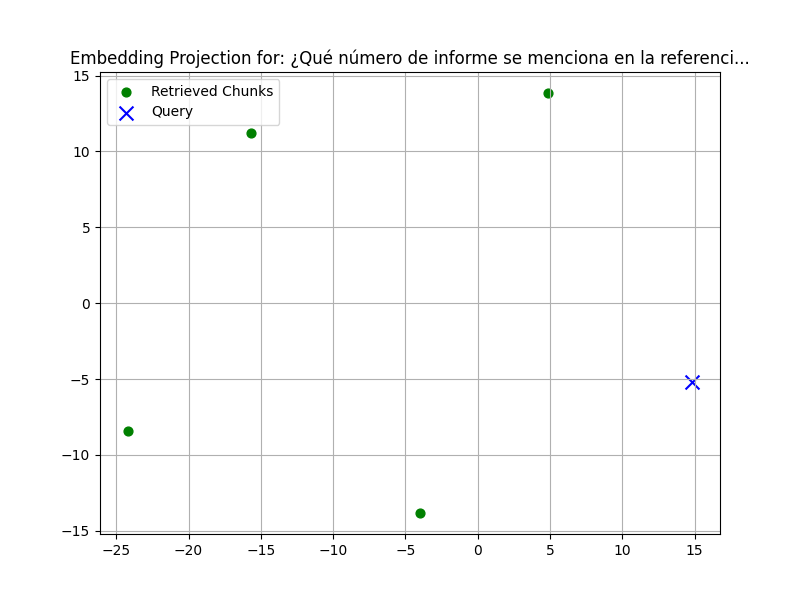 Embedding Projection for: ¿Qué número de informe se menciona en la referenci...
Retrieved Chunks
Query
15
10
5
0
−5
−10
−15
−25 −20 −15 −10 −5 0 5 10 15